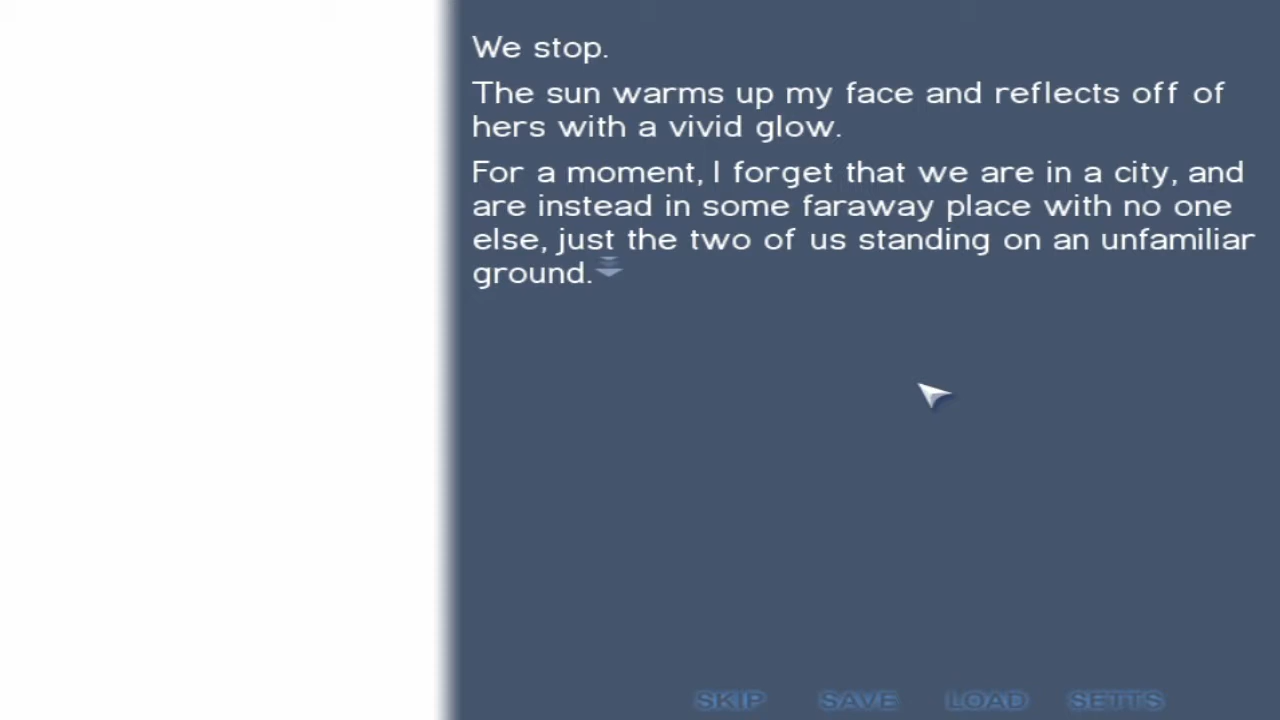 We stop.
The sun warms up my face and reflects off of
hers with a vivid glow.
For a moment, I forget that we are in a city, and
are instead in some faraway place with no one
else, just the two of us standing on an unfamiliar
ground.
SKIP SAVE LOAD SETTS